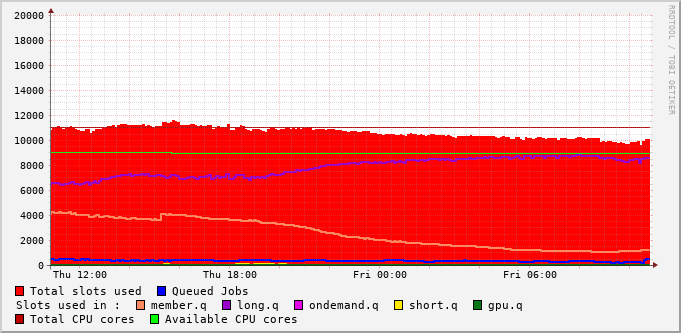 20000
18000
16000
14000
12000
10000
8000
6000
4000
2000
0
Thu 12:00 Thu 18:00 Fri 00:00 Fri 06:00
Total slots used Queued Jobs
Slots used in : member.q long.q ondemand.q short.q gpu.q
Total CPU cores Available CPU cores
RRDTOOL / TOBI OETIKER